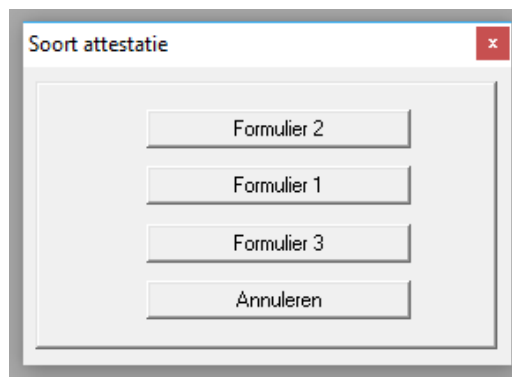 Soort attestatie
x
Formulier 2
Formulier 1
Formulier 3
Annuleren